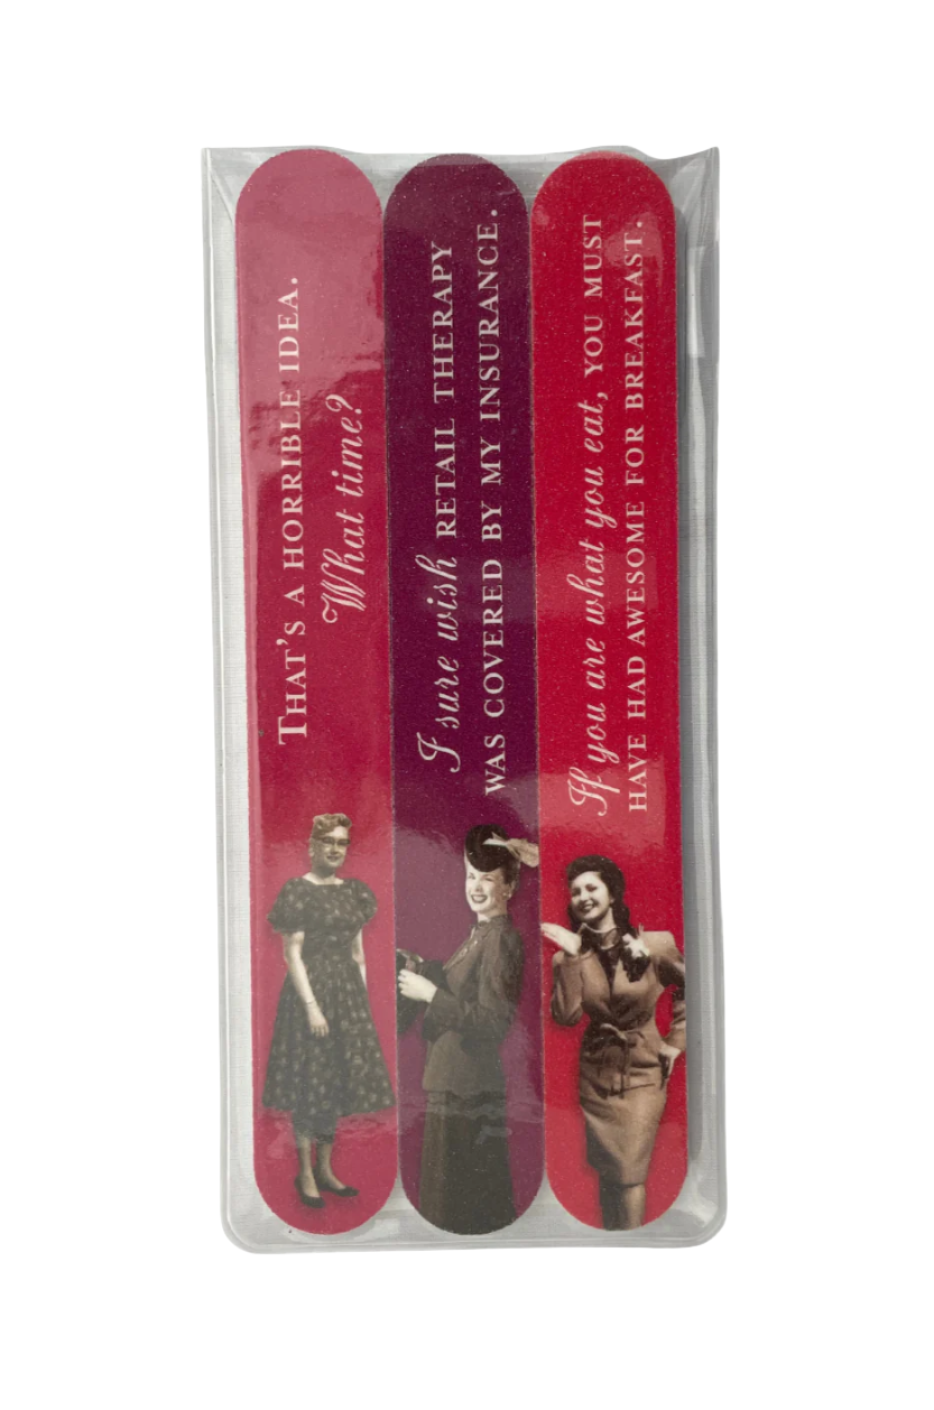 THAT'S A HORRIBLE IDEA.
What time?
I sure wish RETAIL THERAPY
WAS COVERED BY MY INSURANCE.
If you are what you eat, YOU MUST
HAVE HAD AWESOME FOR BREAKFAST.